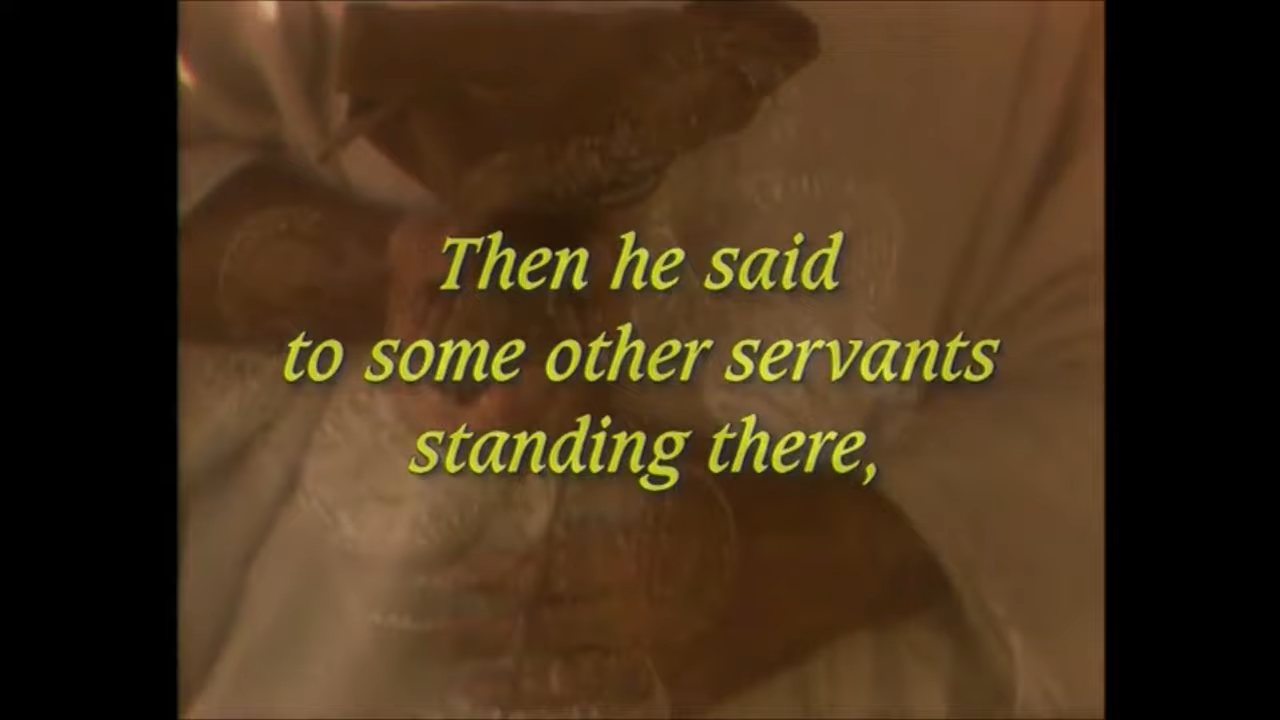 Then he said
to some other servants
standing there,